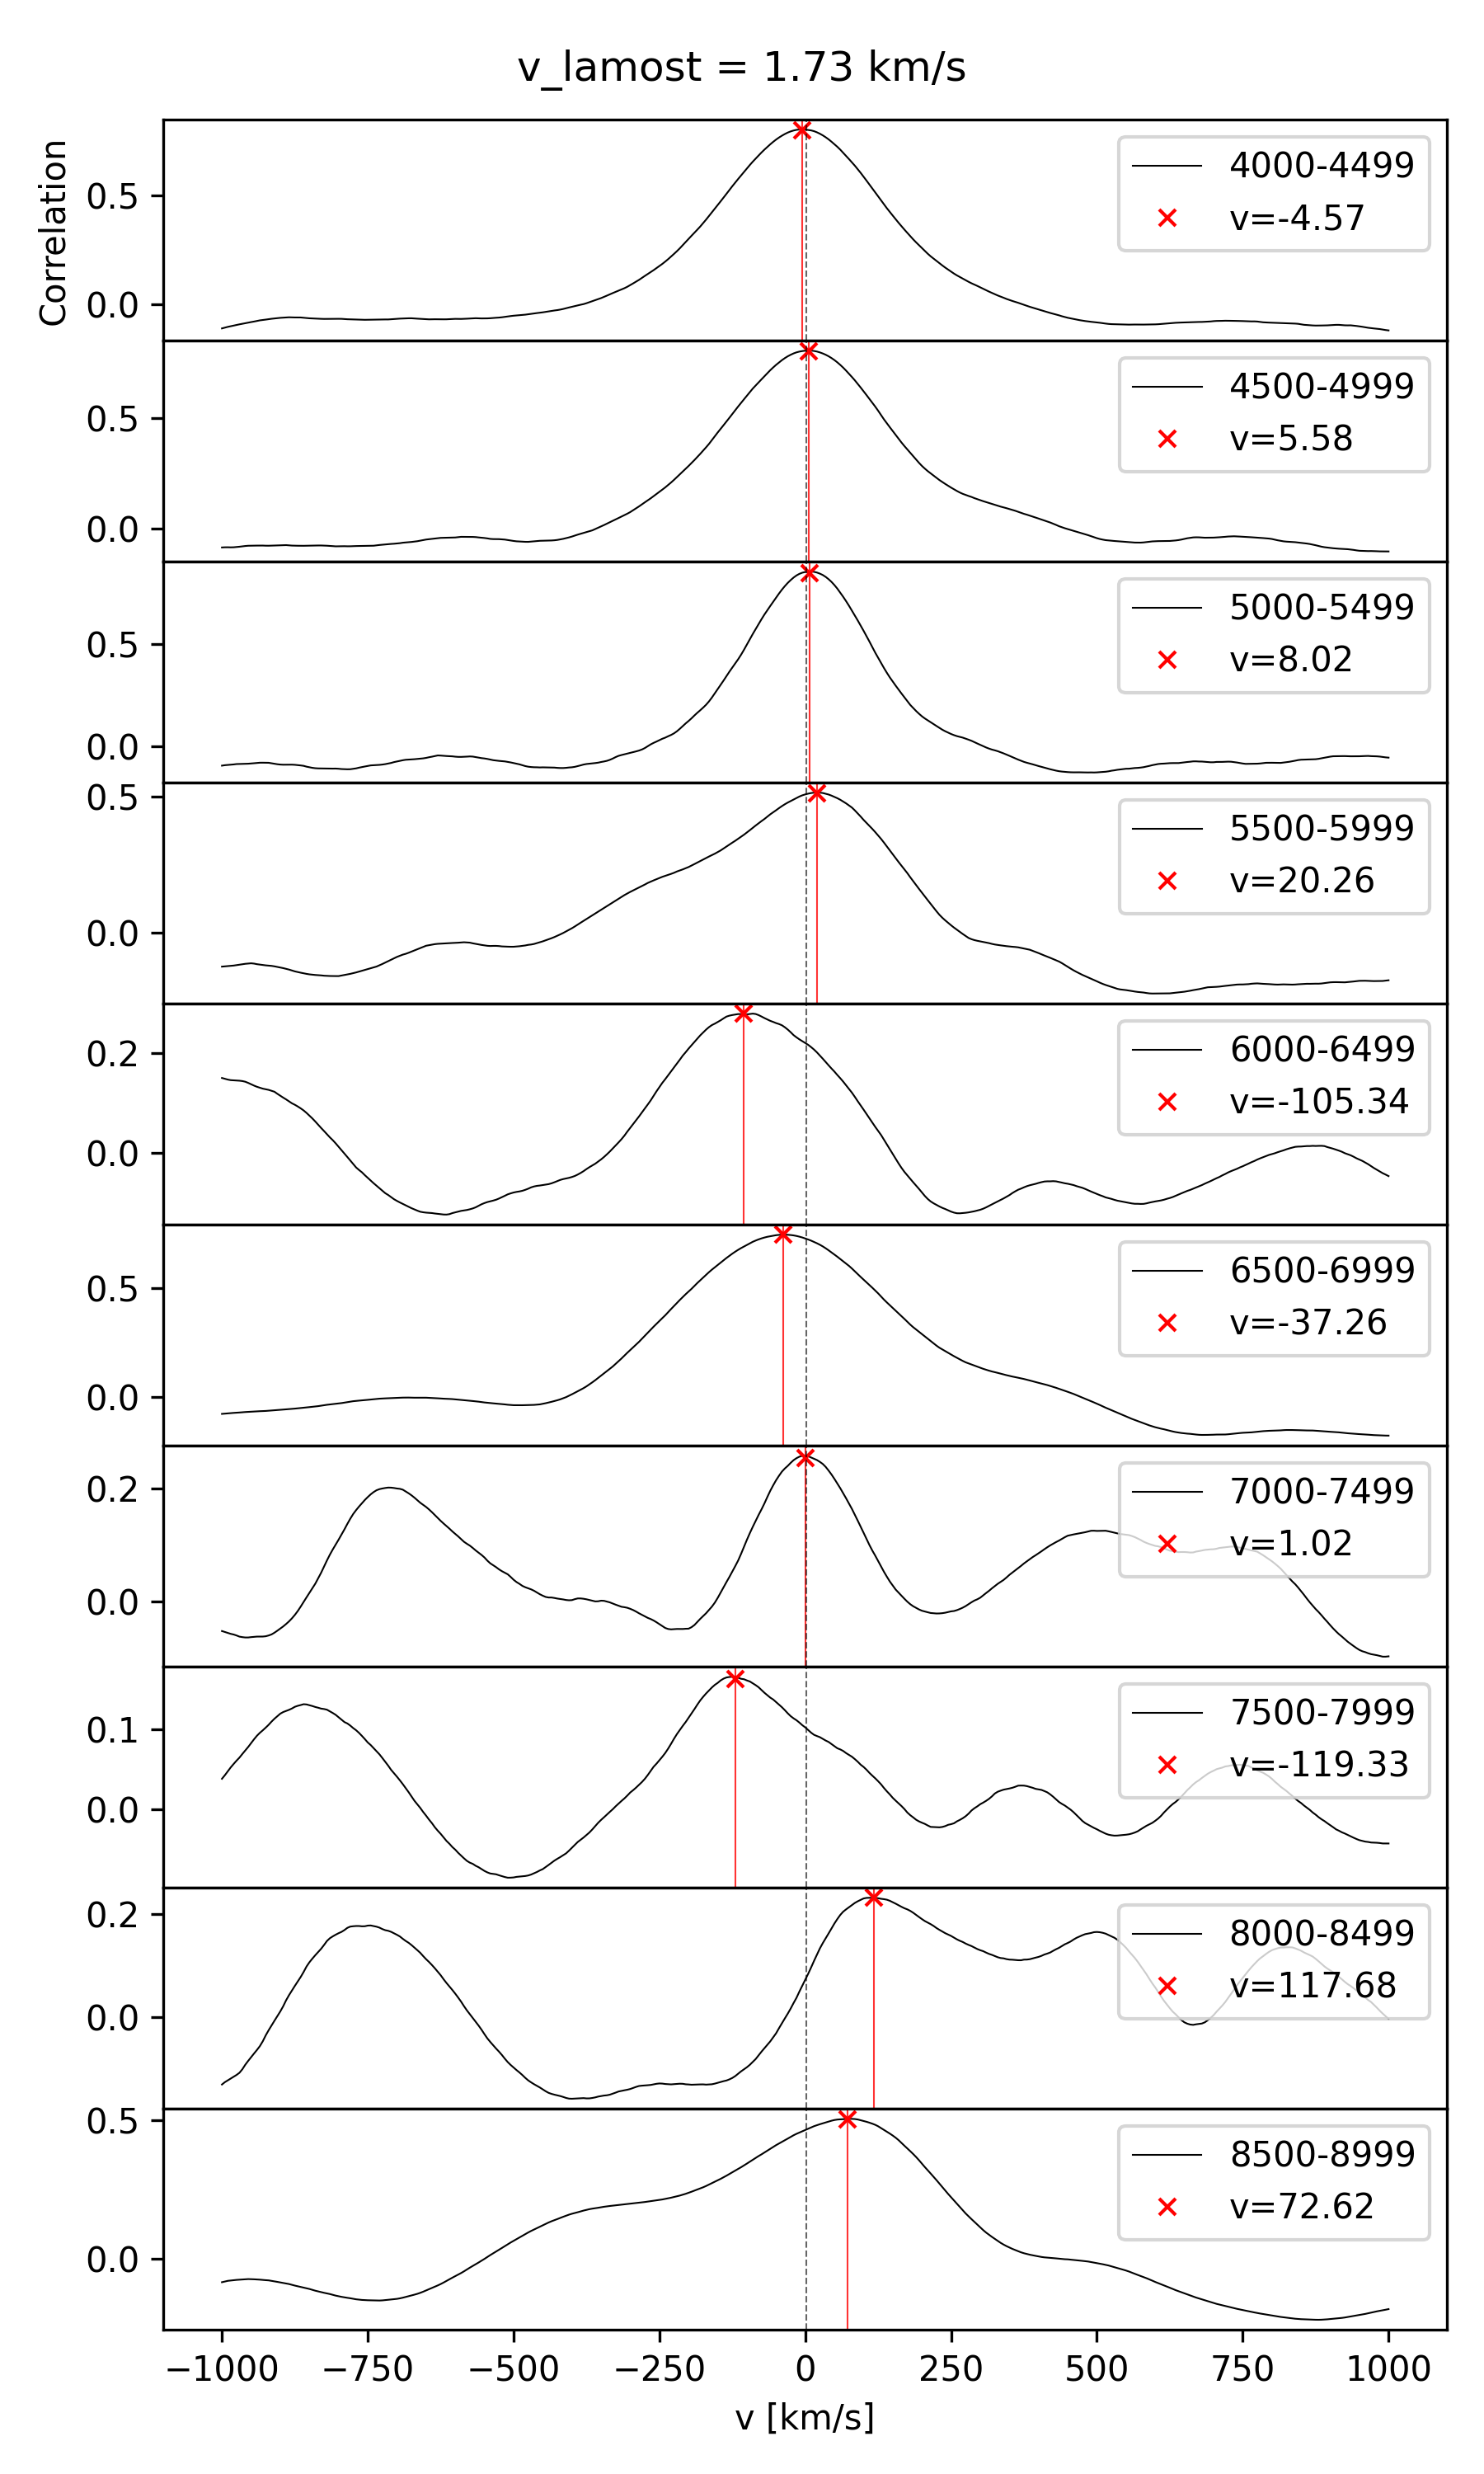 v_lamost = 1.73 km/s
Correlation
0.5
0.0
4000-4499
v=-4.57
0.5
0.0
4500-4999
v=5.58
0.5
0.0
5000-5499
v=8.02
0.5
0.0
5500-5999
v=20.26
0.2
0.0
6000-6499
v=-105.34
0.5
0.0
6500-6999
v=-37.26
0.2
0.0
7000-7499
v=1.02
0.1
0.0
7500-7999
v=-119.33
0.2
0.0
8000-8499
v=117.68
0.5
0.0
8500-8999
v=72.62
−1000 −750 −500 −250 0 250 500 750 1000
v [km/s]